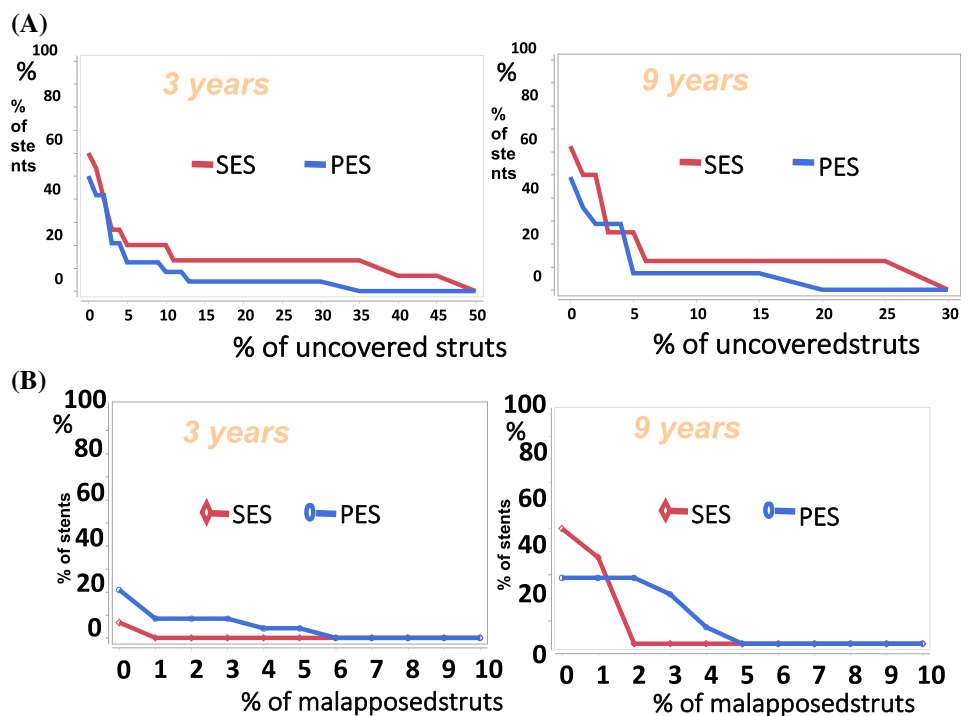 (A)
100
%
80
%
of
ste
nts
60
40
20
0
3 years
SES
PES
0 5 10 15 20 25 30 35 40 45 50
% of uncovered struts
100
%
80
%
of
ste
nts
60
40
20
0
9 years
SES
PES
0 5 10 15 20 25 30
% of uncoveredstruts
(B)
100
%
80
60
40
20
0
% of stents
3 years
SES
PES
0 1 2 3 4 5 6 7 8 9 10
% of malapposedstruts
100
%
80
60
40
20
0
% of stents
9 years
SES
PES
0 1 2 3 4 5 6 7 8 9 10
% of malapposedstruts